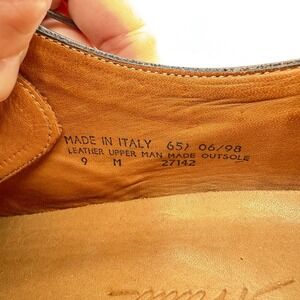 MADE IN ITALY 657 06/98
LEATHER UPPER MAN MADE OUTSOLE
9 M 27142